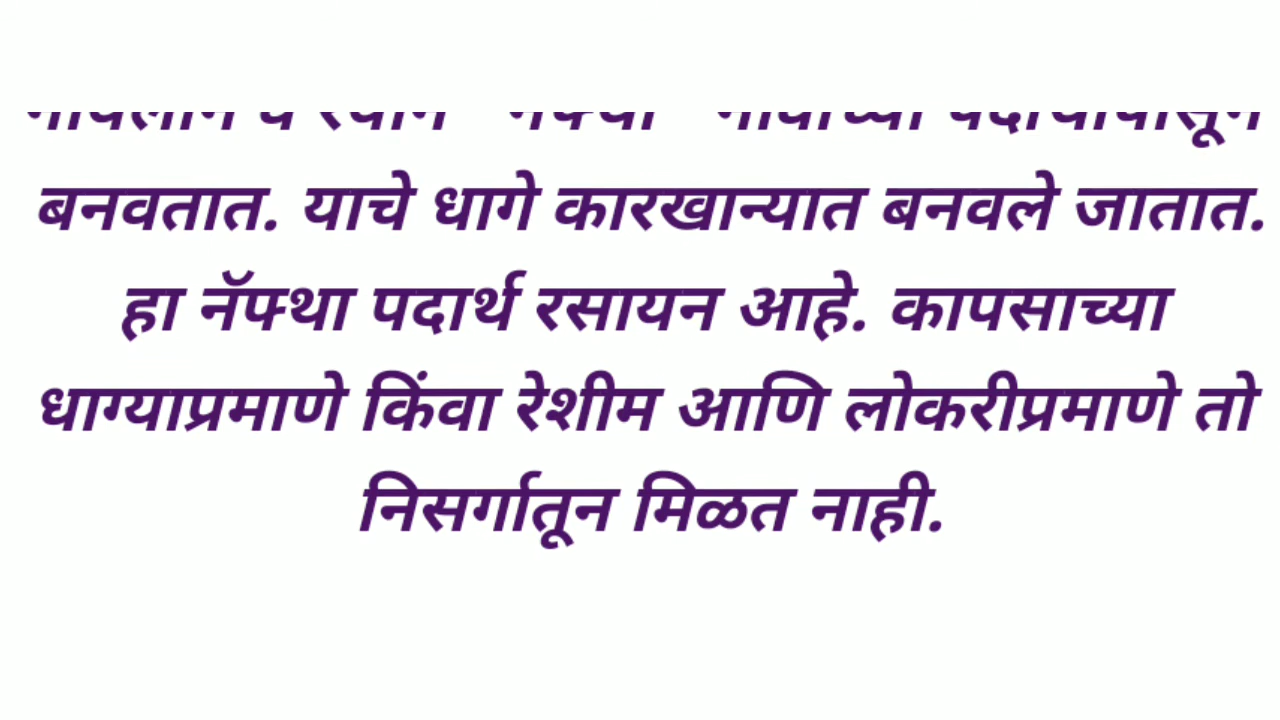 बनवतात. याचे धागे कारखान्यात बनवले जातात.
हा नॅफ्था पदार्थ रसायन आहे. कापसाच्या
धाग्याप्रमाणे किंवा रेशीम आणि लोकरीप्रमाणे तो
निसर्गातून मिळत नाही.